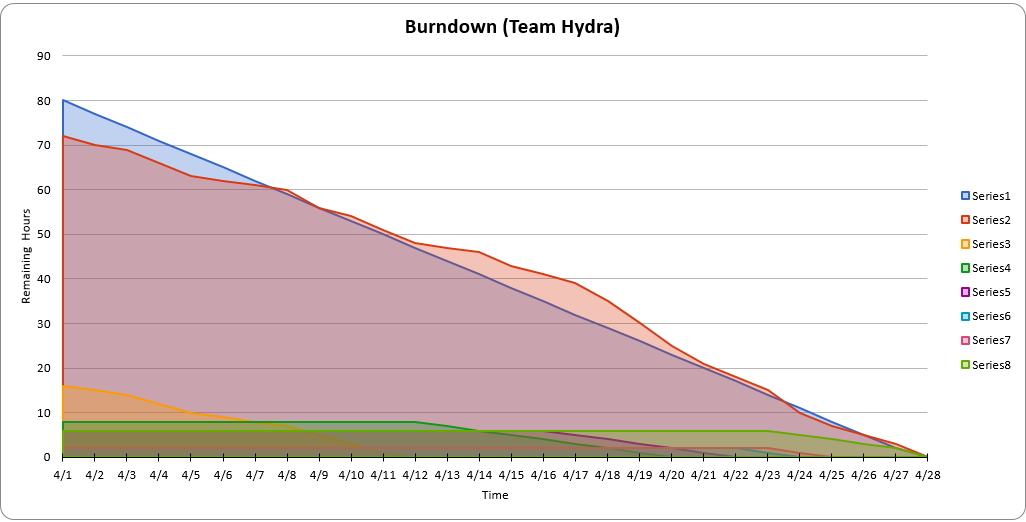 Burndown (Team Hydra)
90
80
70
60
50
40
30
20
10
0
Remaining Hours
4/1 4/2 4/3 4/4 4/5 4/6 4/7 4/8 4/9 4/10 4/11 4/12 4/13 4/14 4/15 4/16 4/17 4/18 4/19 4/20 4/21 4/22 4/23 4/24 4/25 4/26 4/27 4/28
Time
Series1
Series2
Series3
Series4
Series5
Series6
Series7
Series8